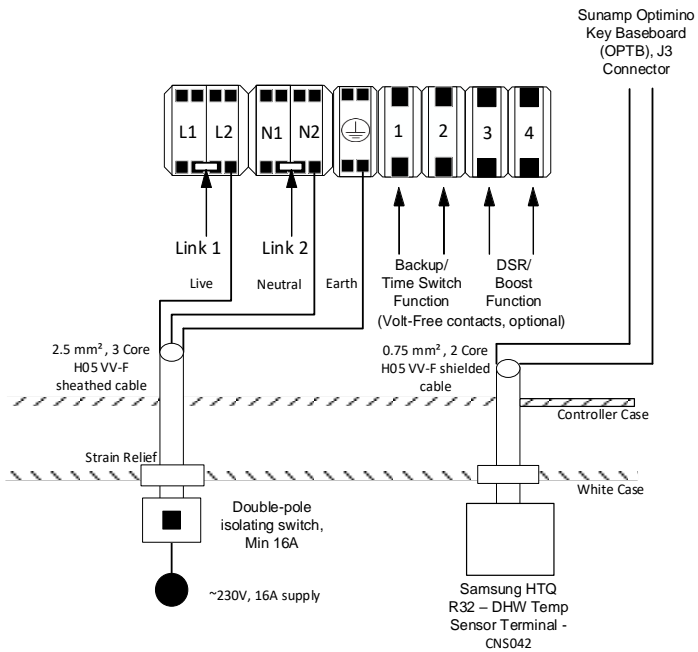 Sunamp Optimino
Key Baseboard
(OPTB), J3
Connector
L1 L2 N1 N2 1 2 3 4
Link 1 Link 2
Live Neutral Earth
Backup/
Time Switch
Function
(Volt-Free contacts, optional)
DSR/
Boost
Function
2.5 mm², 3 Core
H05 VV-F
sheathed cable
0.75 mm², 2 Core
H05 VV-F shielded
cable
Controller Case
Strain Relief
White Case
Double-pole
isolating switch,
Min 16A
~230V, 16A supply
Samsung HTQ
R32 – DHW Temp
Sensor Terminal -
CNS042